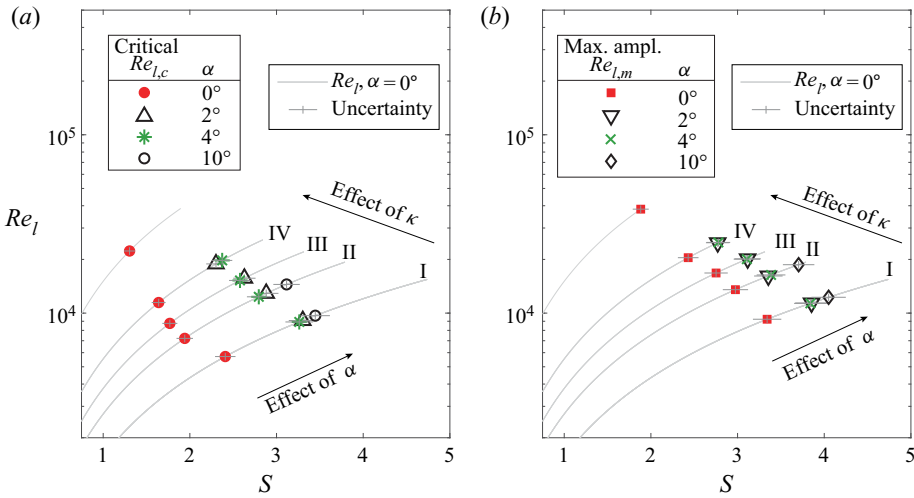 (a)
Critical
Re_{l,c} α
0°
2°
4°
10°
Re_l, α = 0°
Uncertainty
10^5
10^4
Re_l
Effect of κ
IV
III
II
I
Effect of α
1 2 3 4 5
S
(b)
Max. ampl.
Re_{l,m} α
0°
2°
4°
10°
Re_l, α = 0°
Uncertainty
10^5
10^4
Effect of κ
IV
III
II
I
Effect of α
1 2 3 4 5
S